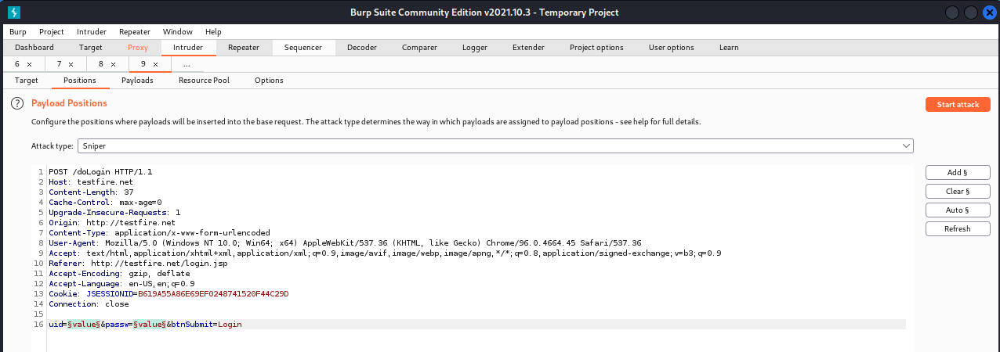 Burp Suite Community Edition v2021.10.3 - Temporary Project
Burp Project Intruder Repeater Window Help
Dashboard Target Proxy Intruder Repeater Sequencer Decoder Comparer Logger Extender Project options User options Learn
6 × 7 × 8 × 9 × ...
Target Positions Payloads Resource Pool Options
? Payload Positions
Start attack
Configure the positions where payloads will be inserted into the base request. The attack type determines the way in which payloads are assigned to payload positions - see help for full details.
Attack type: Sniper
1 POST /doLogin HTTP/1.1
2 Host: testfire.net
3 Content-Length: 37
4 Cache-Control: max-age=0
5 Upgrade-Insecure-Requests: 1
6 Origin: http://testfire.net
7 Content-Type: application/x-www-form-urlencoded
8 User-Agent: Mozilla/5.0 (Windows NT 10.0; Win64; x64) AppleWebKit/537.36 (KHTML, like Gecko) Chrome/96.0.4664.45 Safari/537.36
9 Accept: text/html,application/xhtml+xml,application/xml;q=0.9,image/avif,image/webp,image/apng,*/*;q=0.8,application/signed-exchange;v=b3;q=0.9
10 Referer: http://testfire.net/login.jsp
11 Accept-Encoding: gzip, deflate
12 Accept-Language: en-US,en;q=0.9
13 Cookie: JSESSIONID=B619A55A86E69EF0248741520F44C29D
14 Connection: close
15
16 uid=§value§&passw=§value§&btnSubmit=Login
Add §
Clear §
Auto §
Refresh